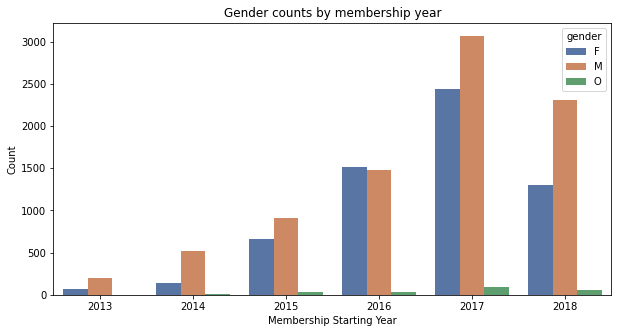 Gender counts by membership year
gender
F
M
O
Count
3000
2500
2000
1500
1000
500
0
2013 2014 2015 2016 2017 2018
Membership Starting Year